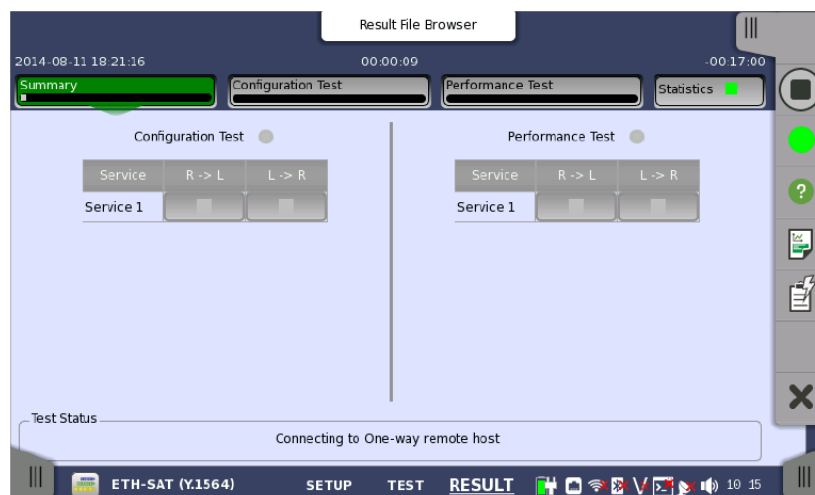 Result File Browser
2014-08-11 18:21:16 00:00:09 -00:17:00
Summary Configuration Test Performance Test Statistics
Configuration Test Performance Test
Service R -> L L -> R Service R -> L L -> R
Service 1 Service 1
Test Status
Connecting to One-way remote host
ETH-SAT (Y.1564) SETUP TEST RESULT 10 15